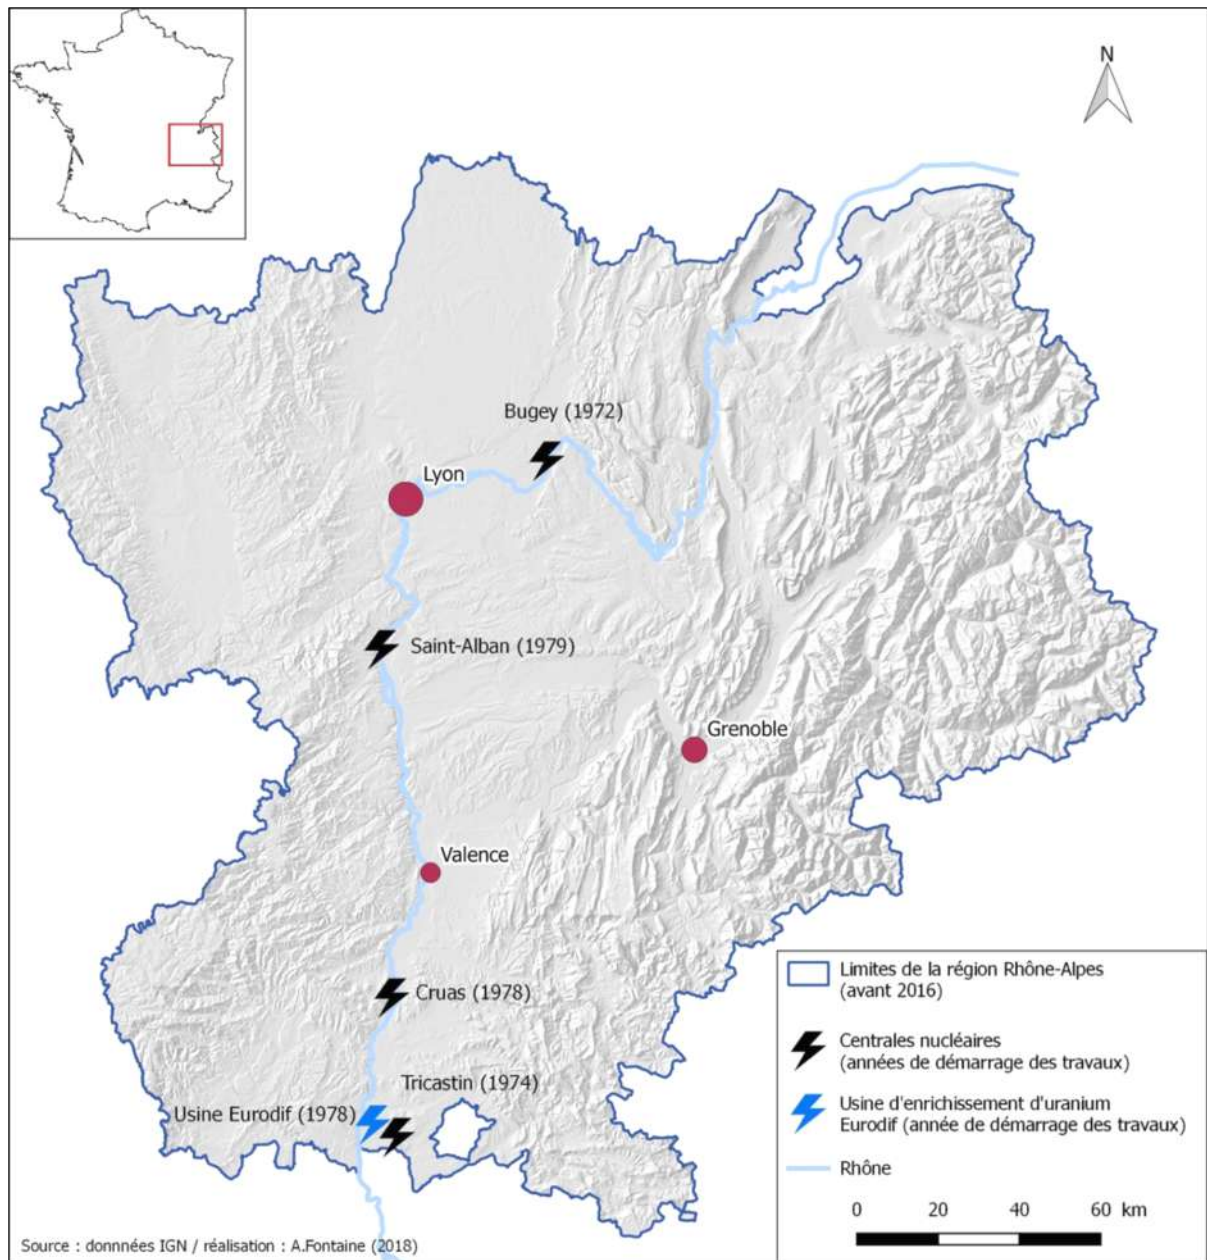 N
Bugey (1972)
Lyon
Saint-Alban (1979)
Grenoble
Valence
Cruas (1978)
Tricastin (1974)
Usine Eurodif (1978)
Limites de la région Rhône-Alpes
(avant 2016)
Centrales nucléaires
(années de démarrage des travaux)
Usine d'enrichissement d'uranium
Eurodif (année de démarrage des travaux)
Rhône
0 20 40 60 km
Source : donnnées IGN / réalisation : A.Fontaine (2018)